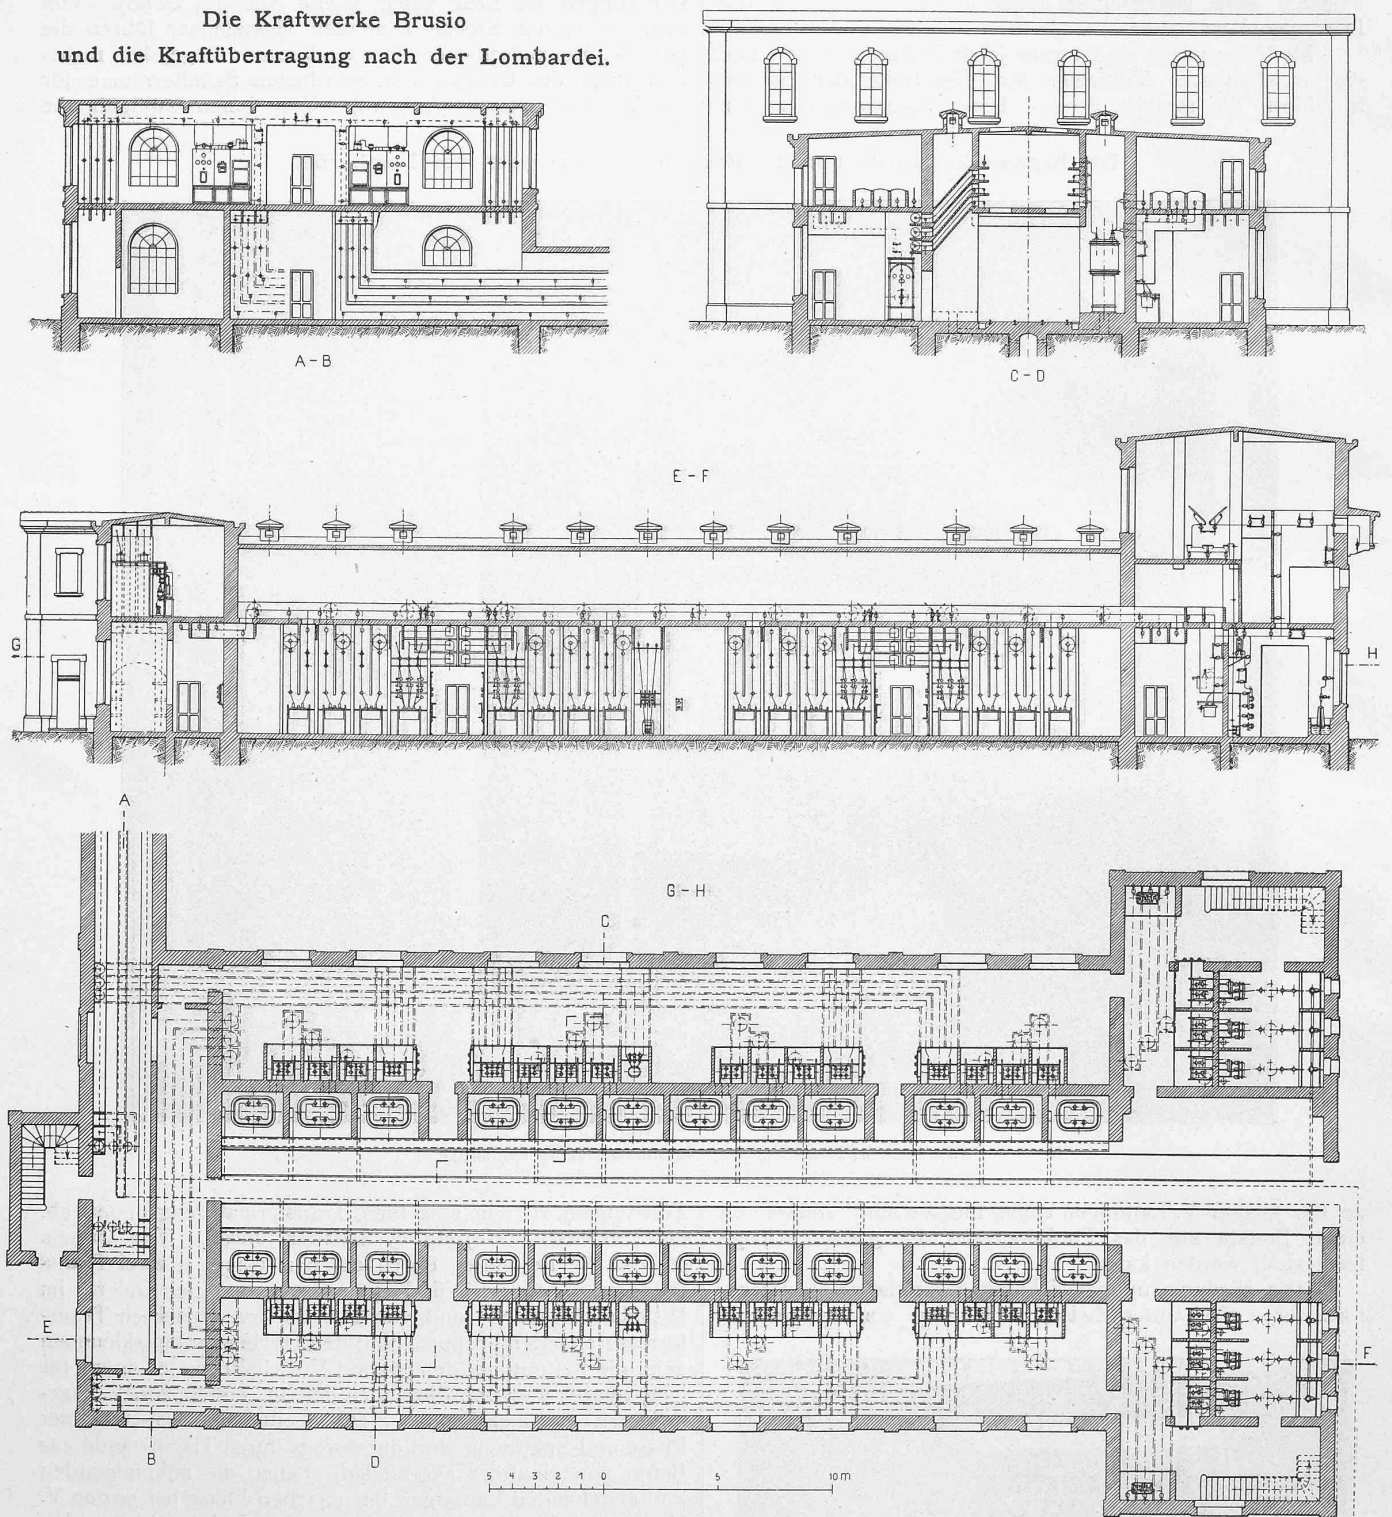 Die Kraftwerke Brusio
und die Kraftübertragung nach der Lombardei.
A-B
C-D
E-F
G
H
A
G-H
C
E
F
B
D
5 4 3 2 1 0 5 10 m